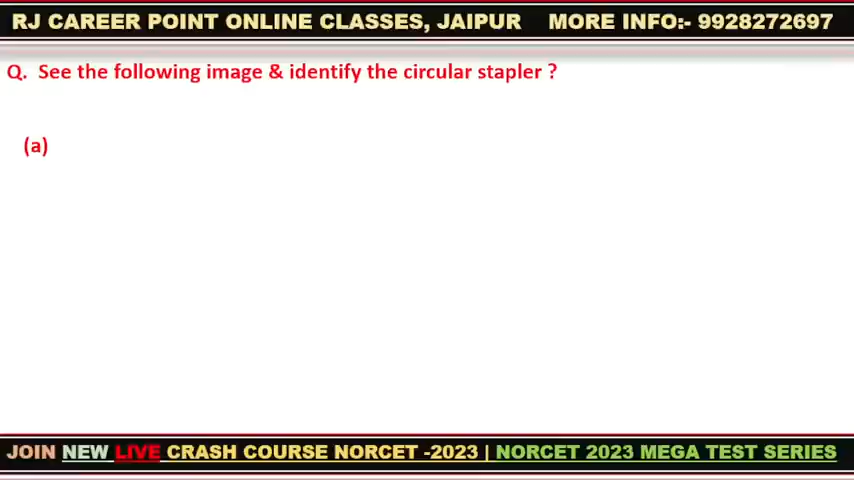 RJ CAREER POINT ONLINE CLASSES, JAIPUR MORE INFO:- 9928272697
Q. See the following image & identify the circular stapler ?
(a)
JOIN NEW LIVE CRASH COURSE NORCET -2023 | NORCET 2023 MEGA TEST SERIES